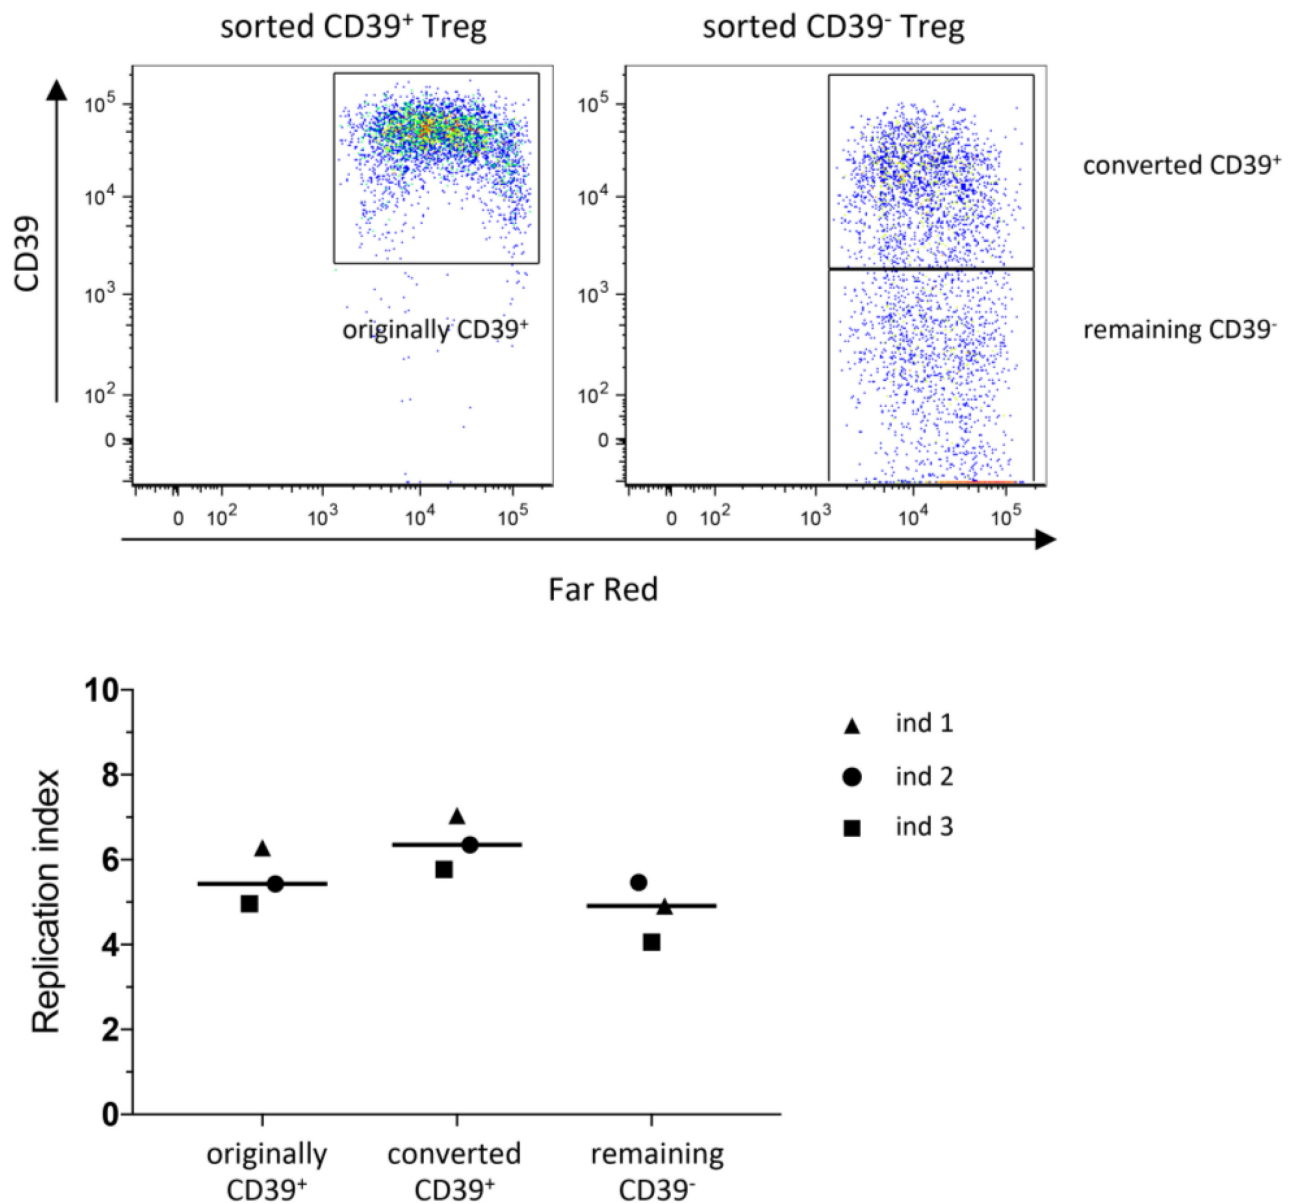 sorted CD39⁺ Treg
sorted CD39⁻ Treg
CD39
10⁵
10⁴
10³
10²
0
originally CD39⁺
0 10² 10³ 10⁴ 10⁵
10⁵
10⁴
10³
10²
0
converted CD39⁺
remaining CD39⁻
0 10² 10³ 10⁴ 10⁵
Far Red
Replication index
10
8
6
4
2
0
originally
CD39⁺
converted
CD39⁺
remaining
CD39⁻
ind 1
ind 2
ind 3